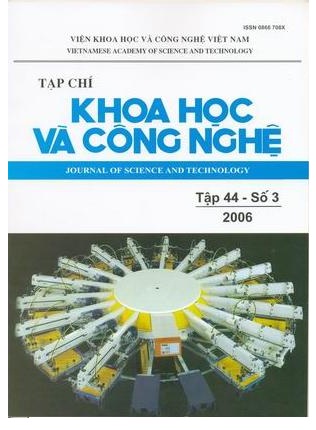 ISSN 0866 708X
VIỆN KHOA HỌC VÀ CÔNG NGHỆ VIỆT NAM
VIETNAMESE ACADEMY OF SCIENCE AND TECHNOLOGY
TẠP CHÍ
KHOA HỌC
VÀ CÔNG NGHỆ
JOURNAL OF SCIENCE AND TECHNOLOGY
Tập 44 - Số 3
2006